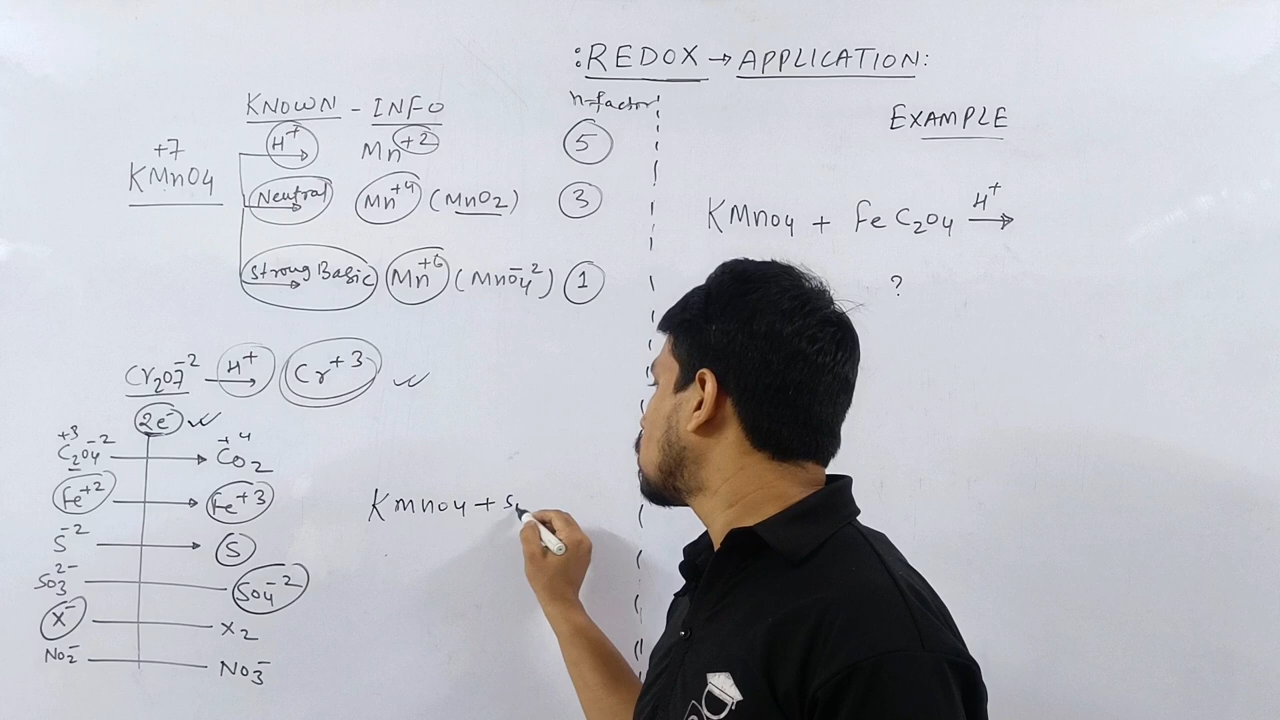 :REDOX → APPLICATION:
KNOWN - INFO
n-factor
+7
KMnO4
H+ Mn+2 5
Neutral Mn+4 (MnO2) 3
Strong Basic Mn+6 (MnO4-2) 1
Cr2O7-2 H+ → Cr+3
2e-
+3 +4
C2O4-2 → CO2
Fe+2 → Fe+3
S-2 → S
SO3 2- SO4-2
X- X2
NO2- NO3-
KMnO4 + S
EXAMPLE
KMnO4 + FeC2O4 H+ →
?